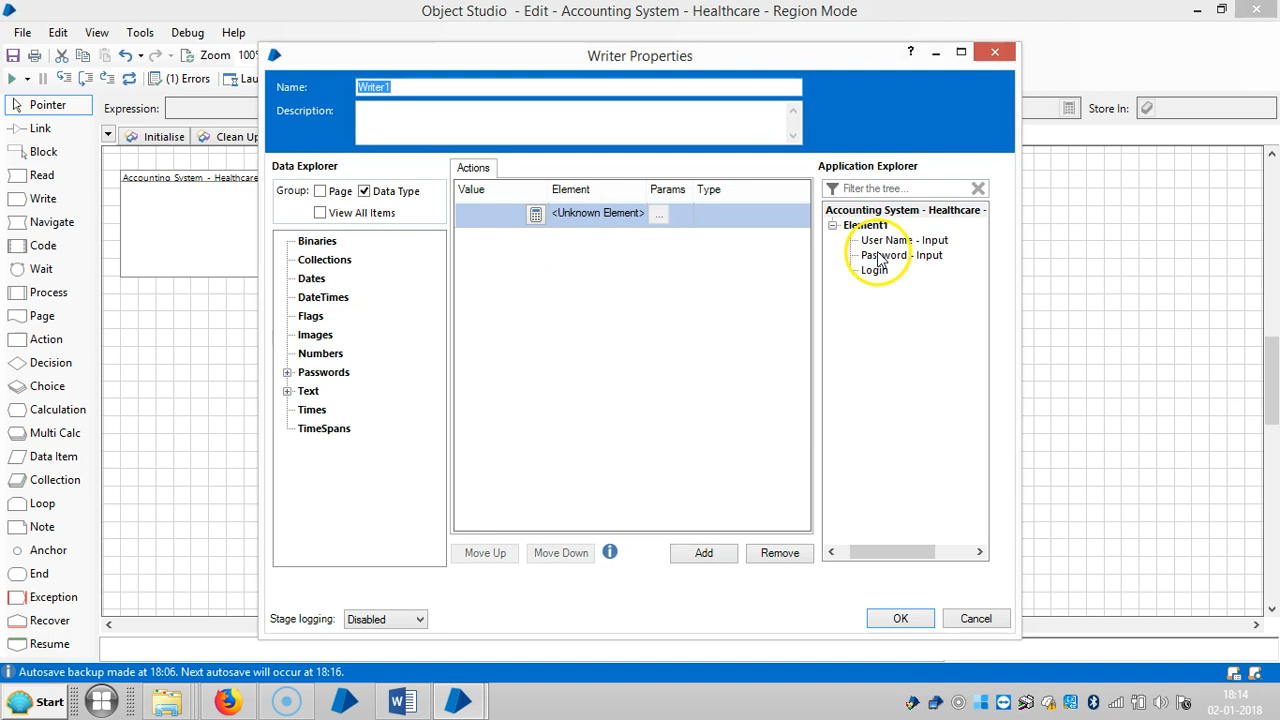 Object Studio - Edit - Accounting System - Healthcare - Region Mode
File Edit View Tools Debug Help
Zoom 100%
(1) Errors Lau
Expression: Store In:
Pointer
Link
Block
Read
Write
Navigate
Code
Wait
Process
Page
Action
Decision
Choice
Calculation
Multi Calc
Data Item
Collection
Loop
Note
Anchor
End
Exception
Recover
Resume
Initialise Clean Up
Accounting System - Healthcare
Writer Properties
?
Name: Writer1
Description:
Data Explorer
Group: Page Data Type
View All Items
Binaries
Collections
Dates
DateTimes
Flags
Images
Numbers
Passwords
Text
Times
TimeSpans
Actions
Value Element Params Type
<Unknown Element> ...
Move Up Move Down Add Remove
Application Explorer
Filter the tree...
Accounting System - Healthcare -
Element1
User Name - Input
Password - Input
Login
Stage logging: Disabled
OK Cancel
Autosave backup made at 18:06. Next autosave will occur at 18:16.
Start
18:14
02-01-2018